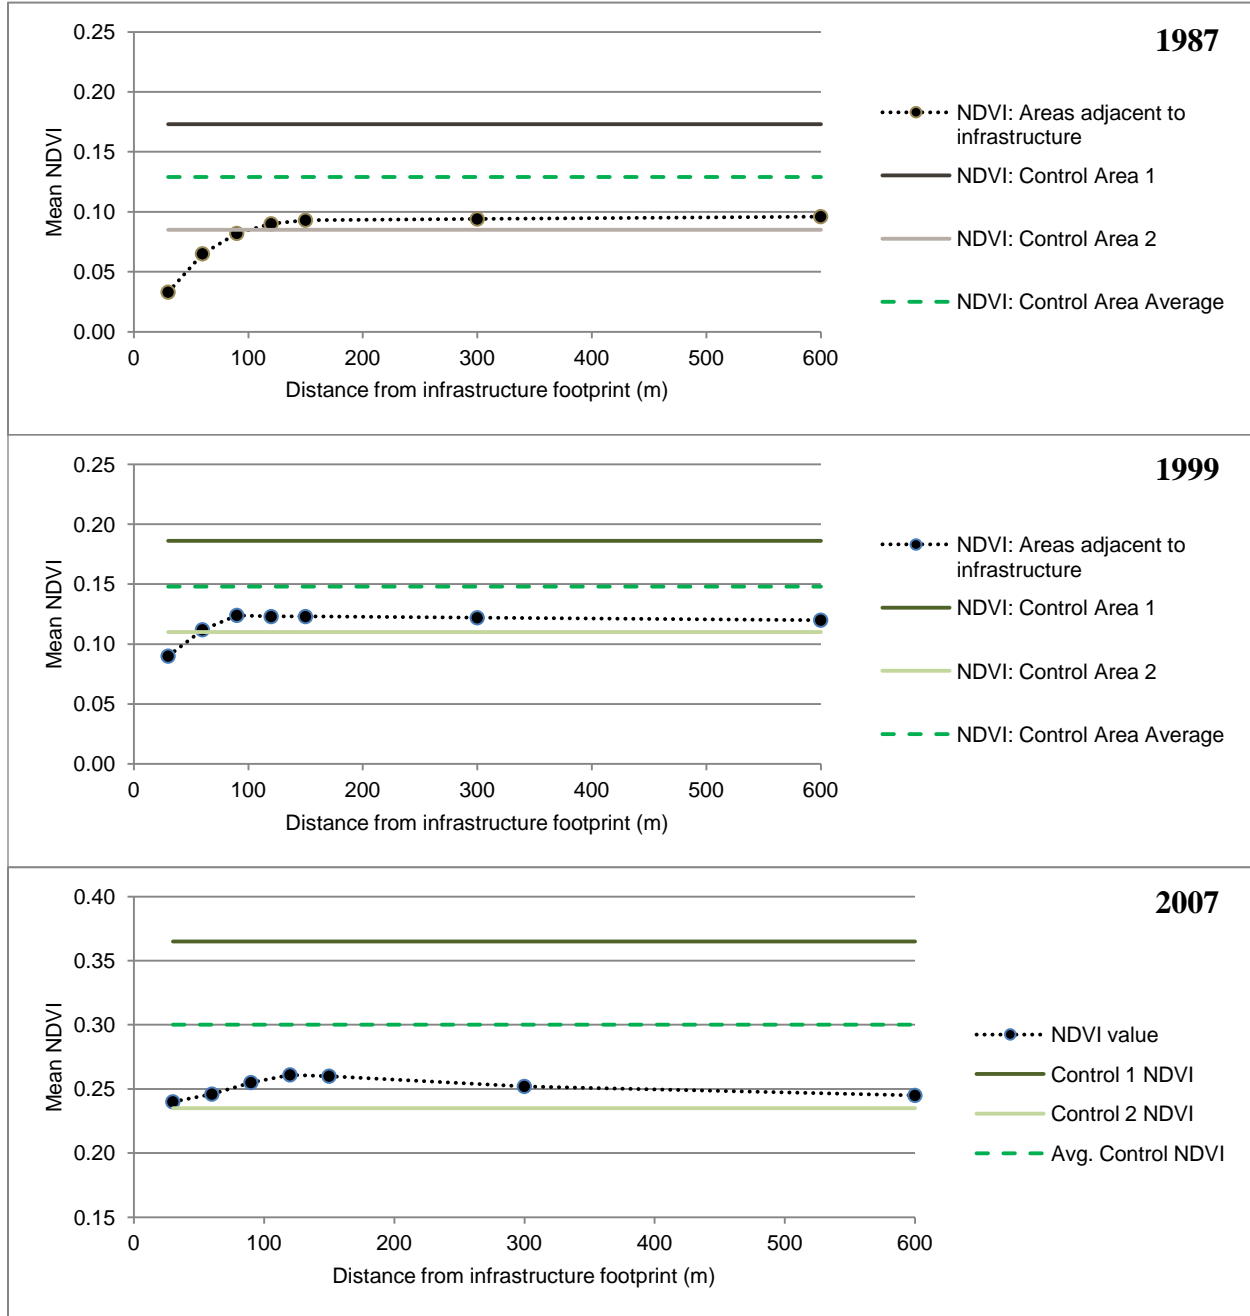 1987
0.25
0.20
0.15
0.10
0.05
0.00
Mean NDVI
0 100 200 300 400 500 600
Distance from infrastructure footprint (m)
NDVI: Areas adjacent to
infrastructure
NDVI: Control Area 1
NDVI: Control Area 2
NDVI: Control Area Average
1999
0.25
0.20
0.15
0.10
0.05
0.00
Mean NDVI
0 100 200 300 400 500 600
Distance from infrastructure footprint (m)
NDVI: Areas adjacent to
infrastructure
NDVI: Control Area 1
NDVI: Control Area 2
NDVI: Control Area Average
2007
0.40
0.35
0.30
0.25
0.20
0.15
Mean NDVI
0 100 200 300 400 500 600
Distance from infrastructure footprint (m)
NDVI value
Control 1 NDVI
Control 2 NDVI
Avg. Control NDVI